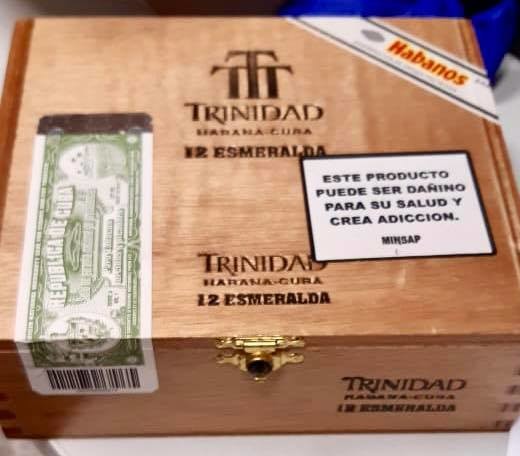 Habanos
TRINIDAD
HABANA-CUBA
12 ESMERALDA
ESTE PRODUCTO
PUEDE SER DAÑINO
PARA SU SALUD Y
CREA ADICCION.
MINSAP
REPUBLICA DE CUBA
TRINIDAD
HABANA-CUBA
12 ESMERALDA
TRINIDAD
HABANA-CUBA
12 ESMERALDA